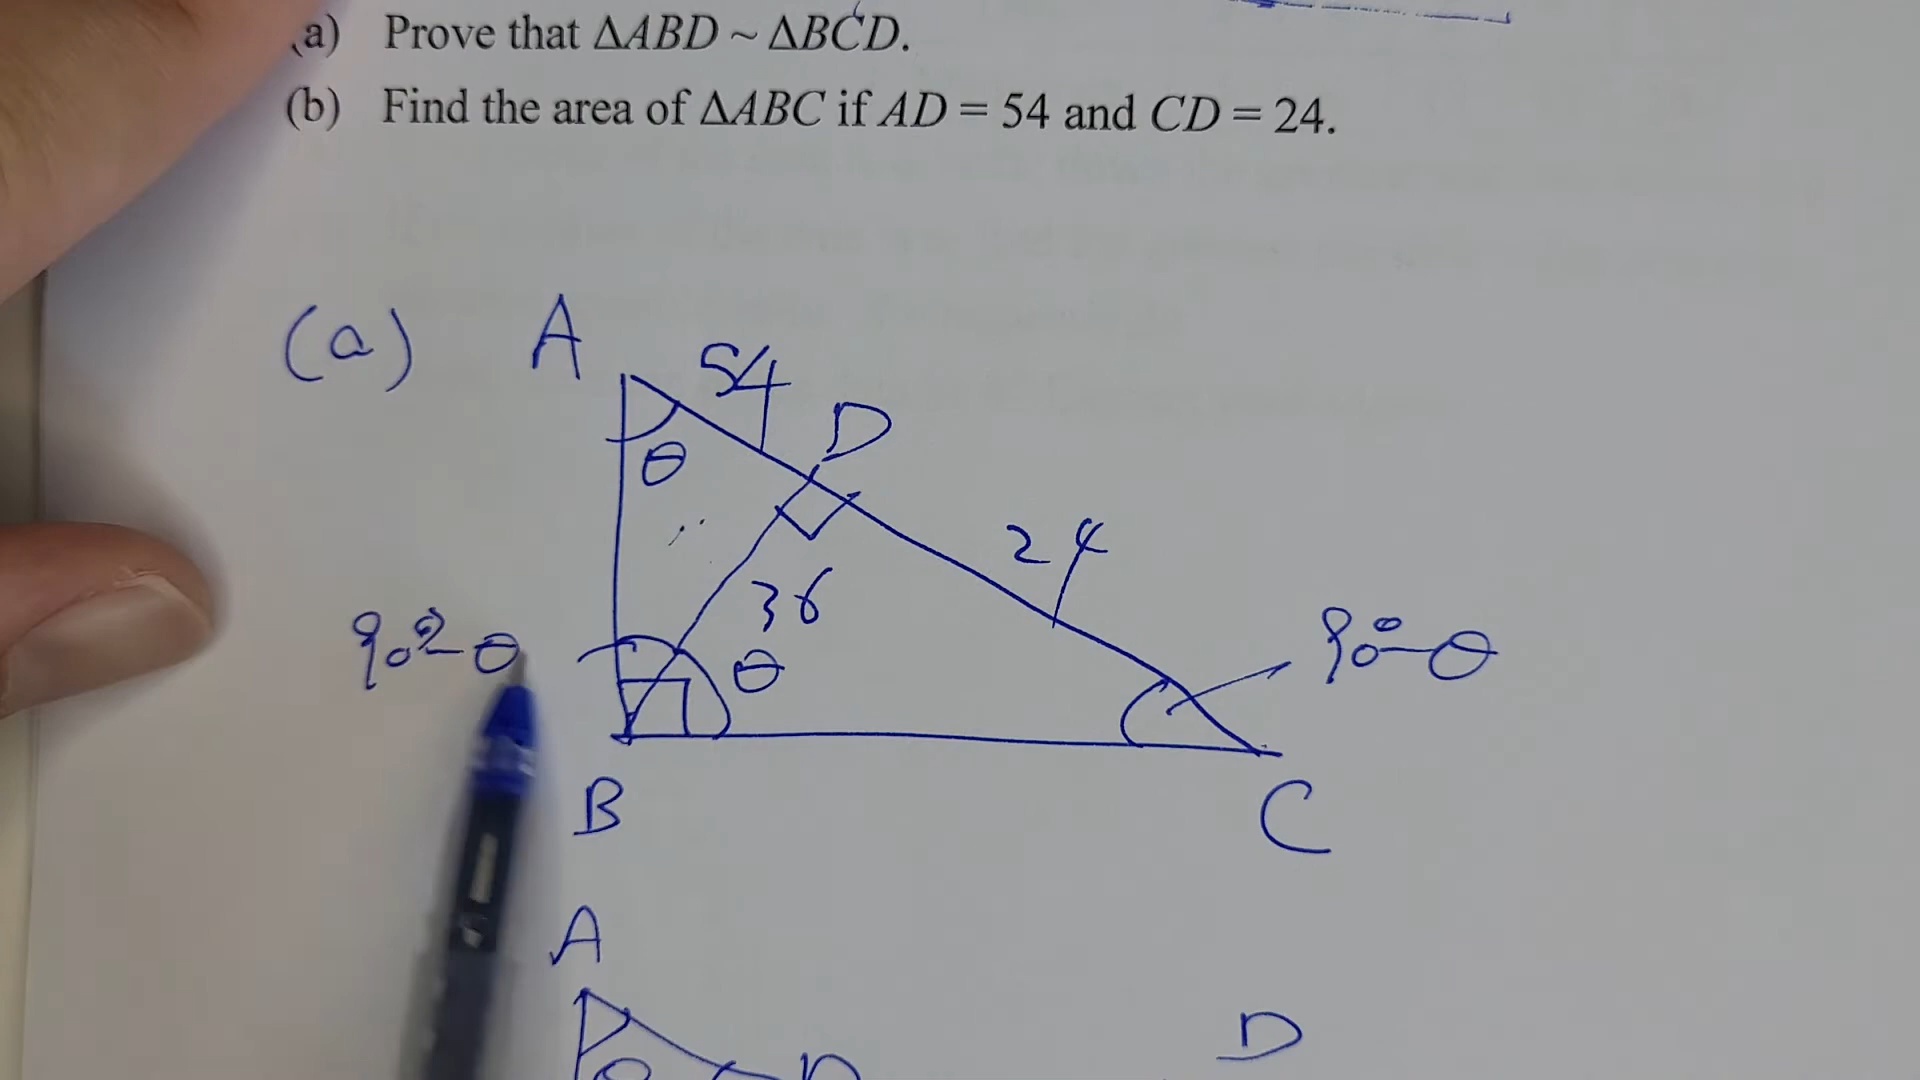 (a) Prove that ΔABD ~ ΔBCD.
(b) Find the area of ΔABC if AD = 54 and CD = 24.
(a) A
54
D
θ
24
36
90°-θ
θ
90°-θ
B
C
A
D
D
θ